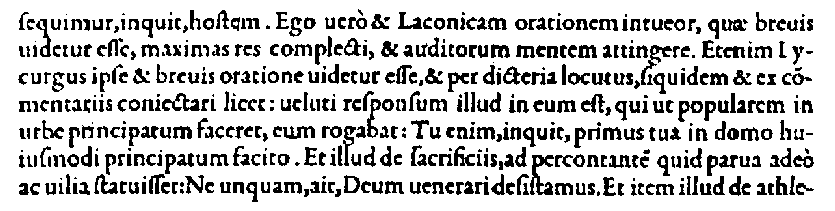 ſequimur,inquit,hoſtem. Ego uerò & Laconicam orationem intueor, quæ breuis
uidetur eſſe, maximas res complecti, & auditorum mentem attingere. Etenim Ly-
curgus ipſe & breuis oratione uidetur eſſe,& per dicteria locutus,ſiquidem & ex cō-
mentariis coniectari licet: ueluti reſponſum illud in eum eſt, qui ut popularem in
urbe principatum faceret, eum rogabat: Tu enim,inquit, primus tua in domo hu-
iuſmodi principatum facito. Et illud de ſacrificiis,ad percontantē quid parua adeò
ac uilia ſtatuiſſet:Ne unquam,ait,Deum uenerari deſiſtamus.Et item illud de athle-